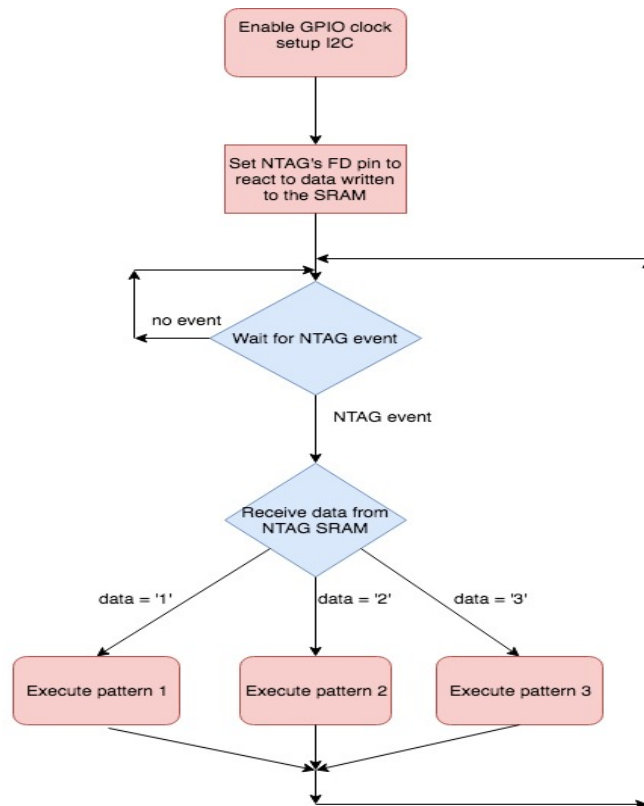 Enable GPIO clock
setup I2C
Set NTAG's FD pin to
react to data written
to the SRAM
no event
Wait for NTAG event
NTAG event
Receive data from
NTAG SRAM
data = '1'
data = '2'
data = '3'
Execute pattern 1
Execute pattern 2
Execute pattern 3